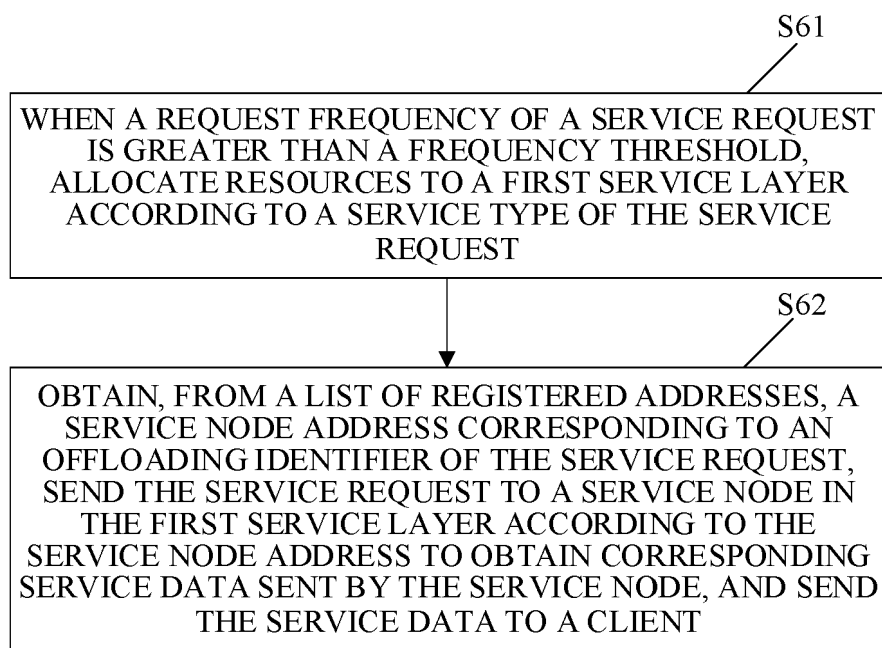 S61
WHEN A REQUEST FREQUENCY OF A SERVICE REQUEST
IS GREATER THAN A FREQUENCY THRESHOLD,
ALLOCATE RESOURCES TO A FIRST SERVICE LAYER
ACCORDING TO A SERVICE TYPE OF THE SERVICE
REQUEST
S62
OBTAIN, FROM A LIST OF REGISTERED ADDRESSES, A
SERVICE NODE ADDRESS CORRESPONDING TO AN
OFFLOADING IDENTIFIER OF THE SERVICE REQUEST,
SEND THE SERVICE REQUEST TO A SERVICE NODE IN
THE FIRST SERVICE LAYER ACCORDING TO THE
SERVICE NODE ADDRESS TO OBTAIN CORRESPONDING
SERVICE DATA SENT BY THE SERVICE NODE, AND SEND
THE SERVICE DATA TO A CLIENT